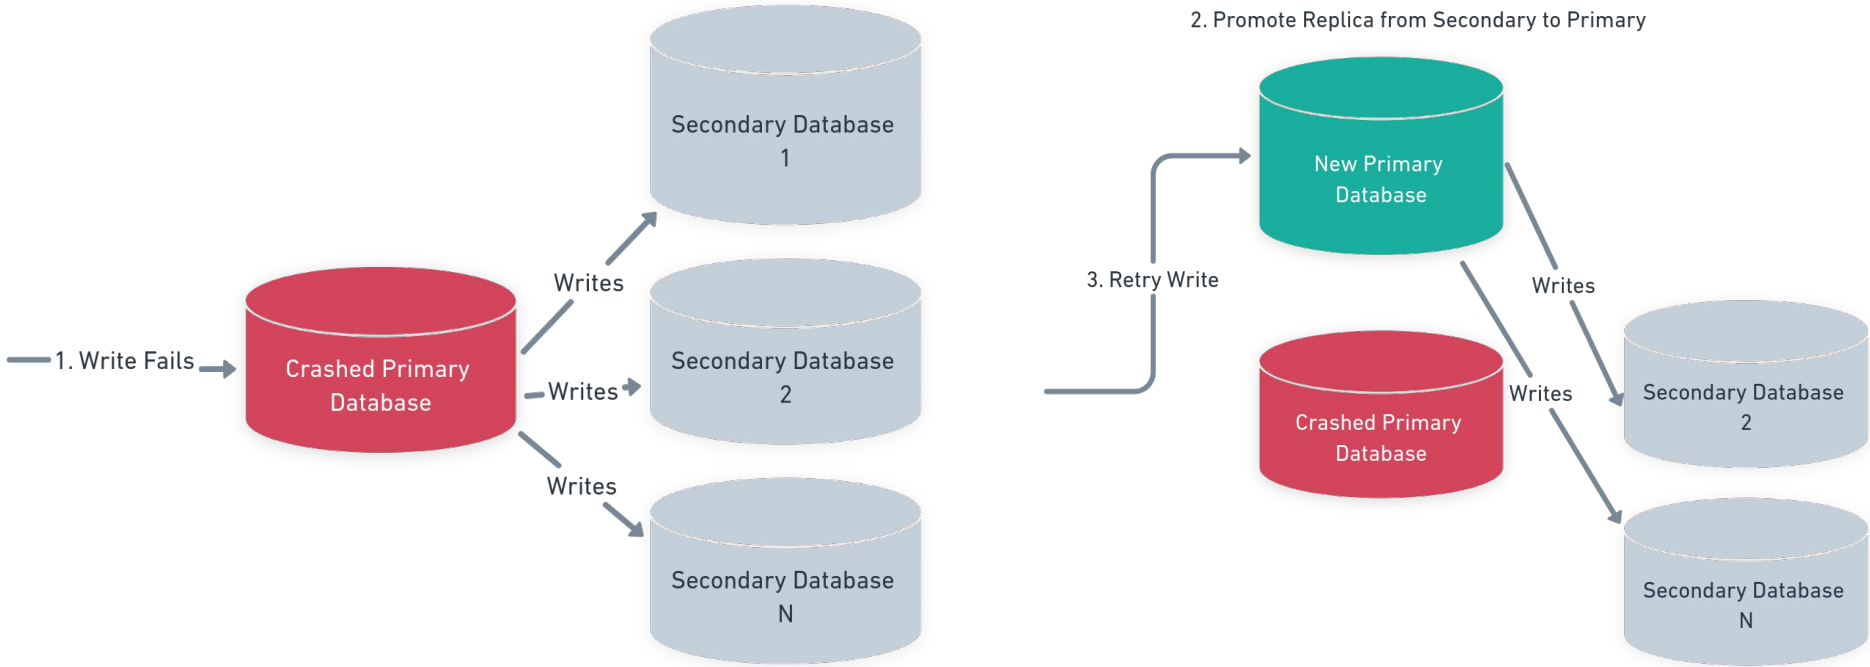 1. Write Fails
Crashed Primary
Database
Writes
Writes
Writes
Secondary Database
1
Secondary Database
2
Secondary Database
N
2. Promote Replica from Secondary to Primary
3. Retry Write
New Primary
Database
Crashed Primary
Database
Writes
Writes
Secondary Database
2
Secondary Database
N